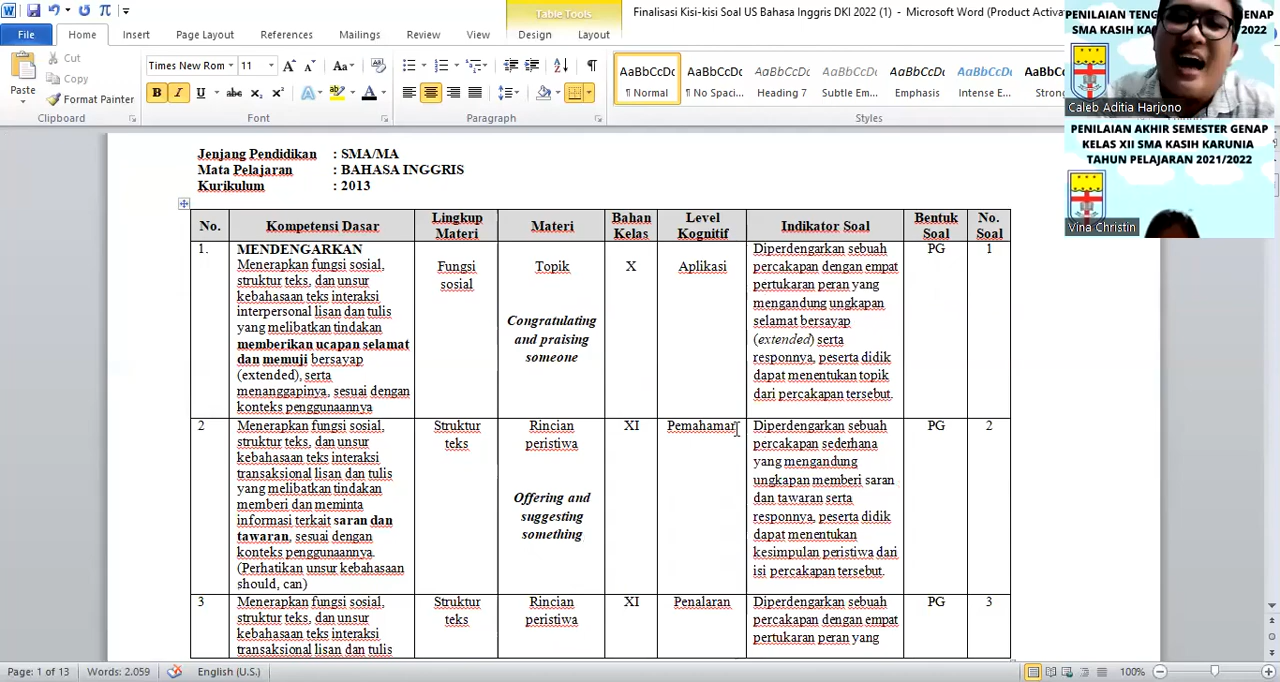 Table Tools
Finalisasi Kisi-kisi Soal US Bahasa Inggris DKI 2022 (1) - Microsoft Word (Product Activa
File Home Insert Page Layout References Mailings Review View Design Layout
Paste
Cut
Copy
Format Painter
Times New Rom 11
Clipboard Font Paragraph Styles
AaBbCcDc AaBbCcDc AaBbCcDc AaBbCcDc AaBbCcDc AaBbCcDc
¶ Normal ¶ No Spaci... Heading 7 Subtle Em... Emphasis Intense E... Strong
2022
Caleb Aditia Harjono
PENILAIAN AKHIR SEMESTER GENAP
KELAS XII SMA KASIH KARUNIA
TAHUN PELAJARAN 2021/2022
Vina Christin
Jenjang Pendidikan : SMA/MA
Mata Pelajaran : BAHASA INGGRIS
Kurikulum : 2013
No.
Kompetensi Dasar
Lingkup
Materi
Materi
Bahan
Kelas
Level
Kognitif
Indikator Soal
Bentuk
Soal
No.
Soal
1.
MENDENGARKAN
Menerapkan fungsi sosial,
struktur teks, dan unsur
kebahasaan teks interaksi
interpersonal lisan dan tulis
yang melibatkan tindakan
memberikan ucapan selamat
dan memuji bersayap
(extended), serta
menanggapinya, sesuai dengan
konteks penggunaannya
Fungsi
sosial
Topik
Congratulating
and praising
someone
X
Aplikasi
Diperdengarkan sebuah
percakapan dengan empat
pertukaran peran yang
mengandung ungkapan
selamat bersayap
(extended) serta
responnya, peserta didik
dapat menentukan topik
dari percakapan tersebut.
PG
1
2
Menerapkan fungsi sosial,
struktur teks, dan unsur
kebahasaan teks interaksi
transaksional lisan dan tulis
yang melibatkan tindakan
memberi dan meminta
informasi terkait saran dan
tawaran, sesuai dengan
konteks penggunaannya.
(Perhatikan unsur kebahasaan
should, can)
Struktur
teks
Rincian
peristiwa
Offering and
suggesting
something
XI
Pemahaman
Diperdengarkan sebuah
percakapan sederhana
yang mengandung
ungkapan memberi saran
dan tawaran serta
responnya, peserta didik
dapat menentukan
kesimpulan peristiwa dari
isi percakapan tersebut.
PG
2
3
Menerapkan fungsi sosial,
struktur teks, dan unsur
kebahasaan teks interaksi
transaksional lisan dan tulis
Struktur
teks
Rincian
peristiwa
XI
Penalaran
Diperdengarkan sebuah
percakapan dengan empat
pertukaran peran yang
PG
3
Page: 1 of 13 Words: 2.059 English (U.S.) 100%